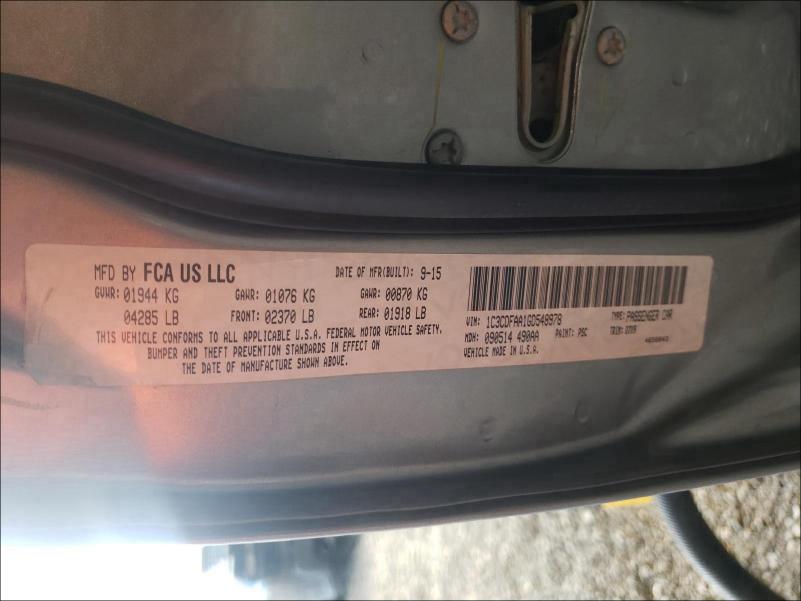 MFD BY FCA US LLC DATE OF MFR(BUILT): 9-15
GVWR: 01944 KG GAWR: 01076 KG GAWR: 00870 KG
04285 LB FRONT: 02370 LB REAR: 01918 LB
THIS VEHICLE CONFORMS TO ALL APPLICABLE U.S.A. FEDERAL MOTOR VEHICLE SAFETY,
BUMPER AND THEFT PREVENTION STANDARDS IN EFFECT ON
THE DATE OF MANUFACTURE SHOWN ABOVE.
VIN: 1C3CDFAA1GD548978 TYPE: PASSENGER CAR
MDH: 090514 490AA PAINT: PSC TRIM:
VEHICLE MADE IN U.S.A.